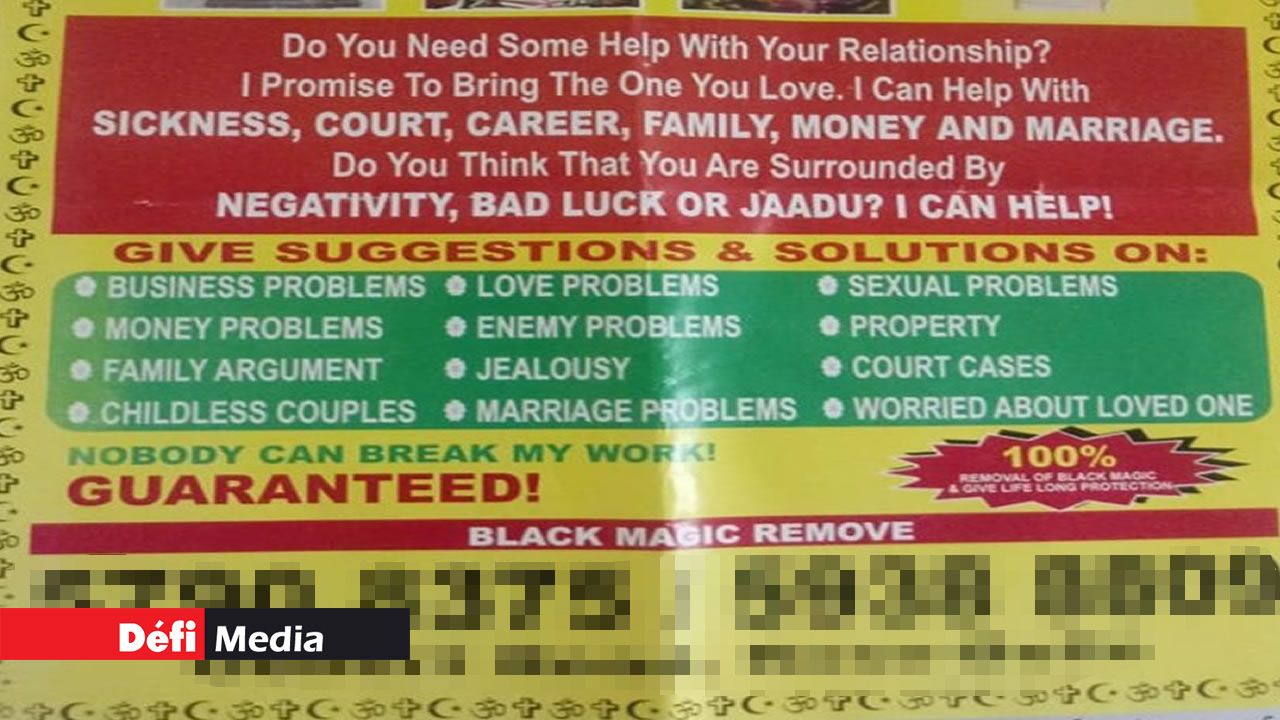 Do You Need Some Help With Your Relationship?
I Promise To Bring The One You Love. I Can Help With
SICKNESS, COURT, CAREER, FAMILY, MONEY AND MARRIAGE.
Do You Think That You Are Surrounded By
NEGATIVITY, BAD LUCK OR JAADU? I CAN HELP!
GIVE SUGGESTIONS & SOLUTIONS ON:
BUSINESS PROBLEMS
MONEY PROBLEMS
FAMILY ARGUMENT
CHILDLESS COUPLES
LOVE PROBLEMS
ENEMY PROBLEMS
JEALOUSY
MARRIAGE PROBLEMS
SEXUAL PROBLEMS
PROPERTY
COURT CASES
WORRIED ABOUT LOVED ONE
NOBODY CAN BREAK MY WORK!
GUARANTEED!
100%
REMOVAL OF BLACK MAGIC
& GIVE LIFE LONG PROTECTION
BLACK MAGIC REMOVE
Défi Media